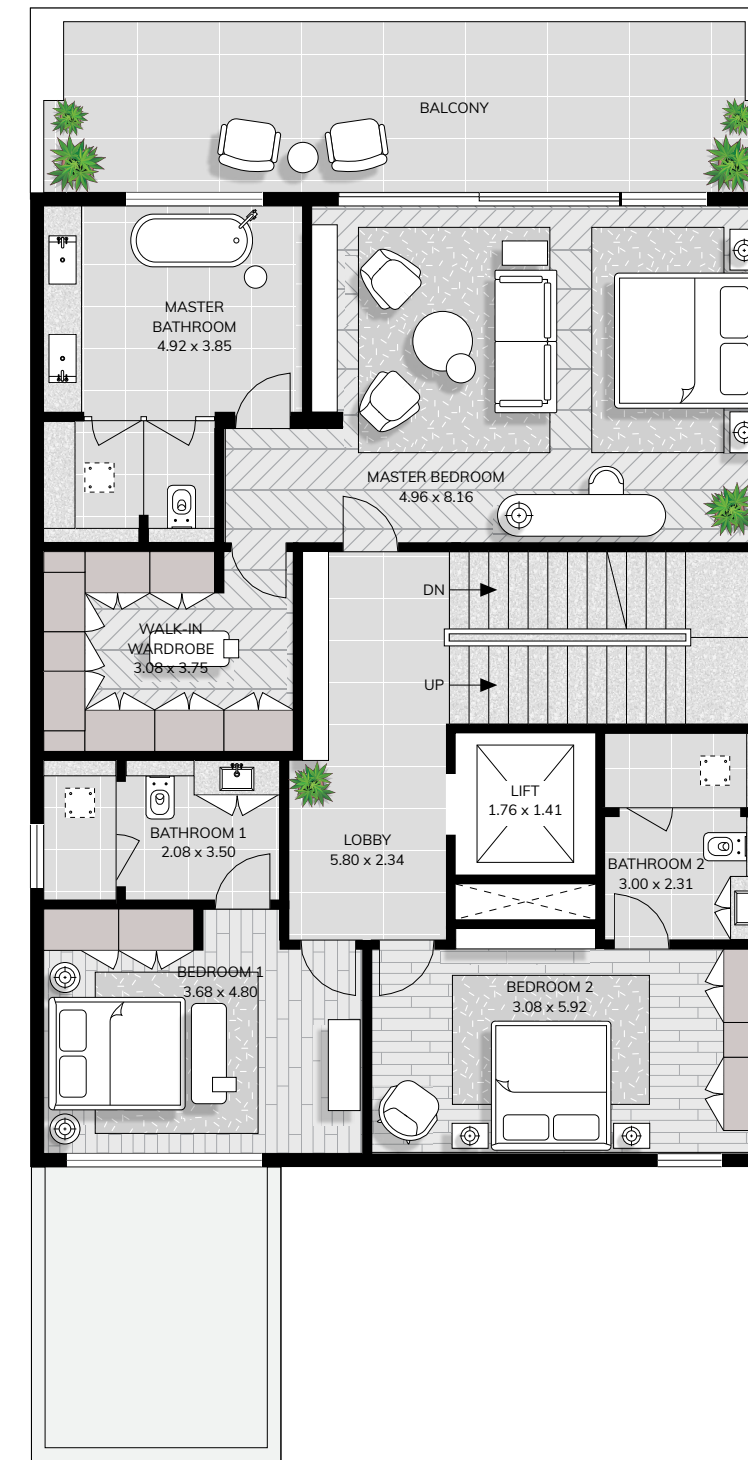 BALCONY
MASTER
BATHROOM
4.92 x 3.85
MASTER BEDROOM
4.96 x 8.16
DN
WALK-IN
WARDROBE
3.08 x 3.75
UP
LIFT
1.76 x 1.41
BATHROOM 1
2.08 x 3.50
LOBBY
5.80 x 2.34
BATHROOM 2
3.00 x 2.31
BEDROOM 1
3.68 x 4.80
BEDROOM 2
3.08 x 5.92